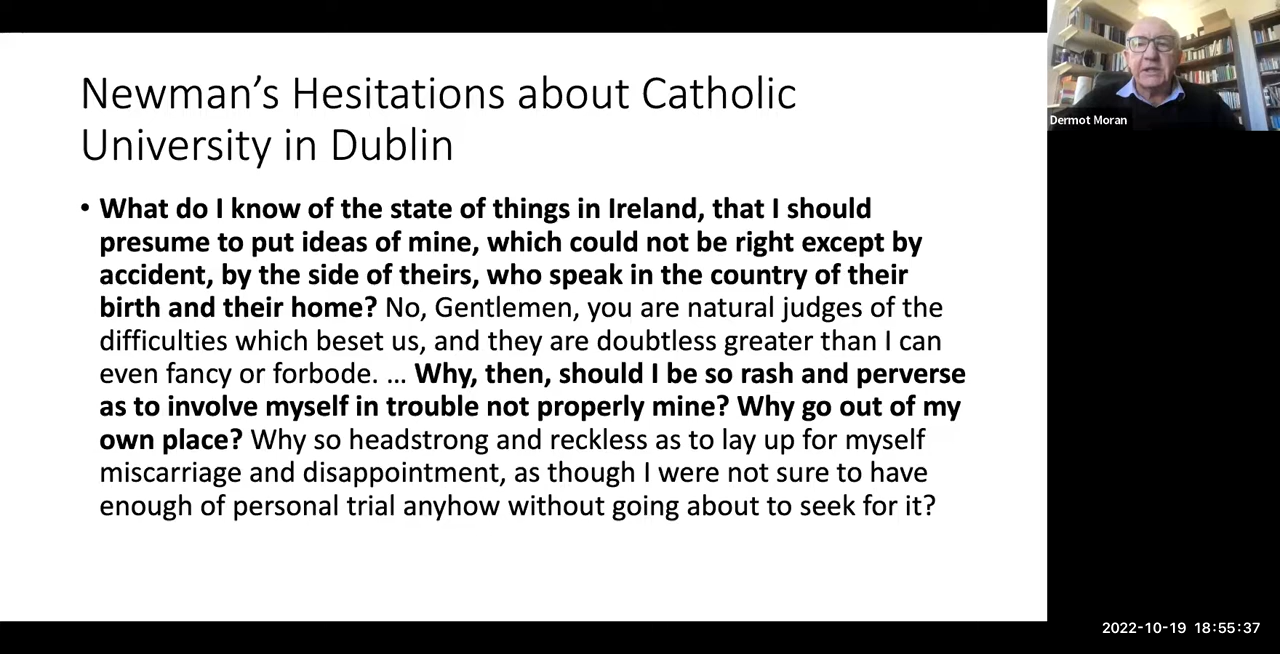 Newman’s Hesitations about Catholic
University in Dublin
• What do I know of the state of things in Ireland, that I should
presume to put ideas of mine, which could not be right except by
accident, by the side of theirs, who speak in the country of their
birth and their home? No, Gentlemen, you are natural judges of the
difficulties which beset us, and they are doubtless greater than I can
even fancy or forbode. … Why, then, should I be so rash and perverse
as to involve myself in trouble not properly mine? Why go out of my
own place? Why so headstrong and reckless as to lay up for myself
miscarriage and disappointment, as though I were not sure to have
enough of personal trial anyhow without going about to seek for it?
Dermot Moran
2022-10-19 18:55:37